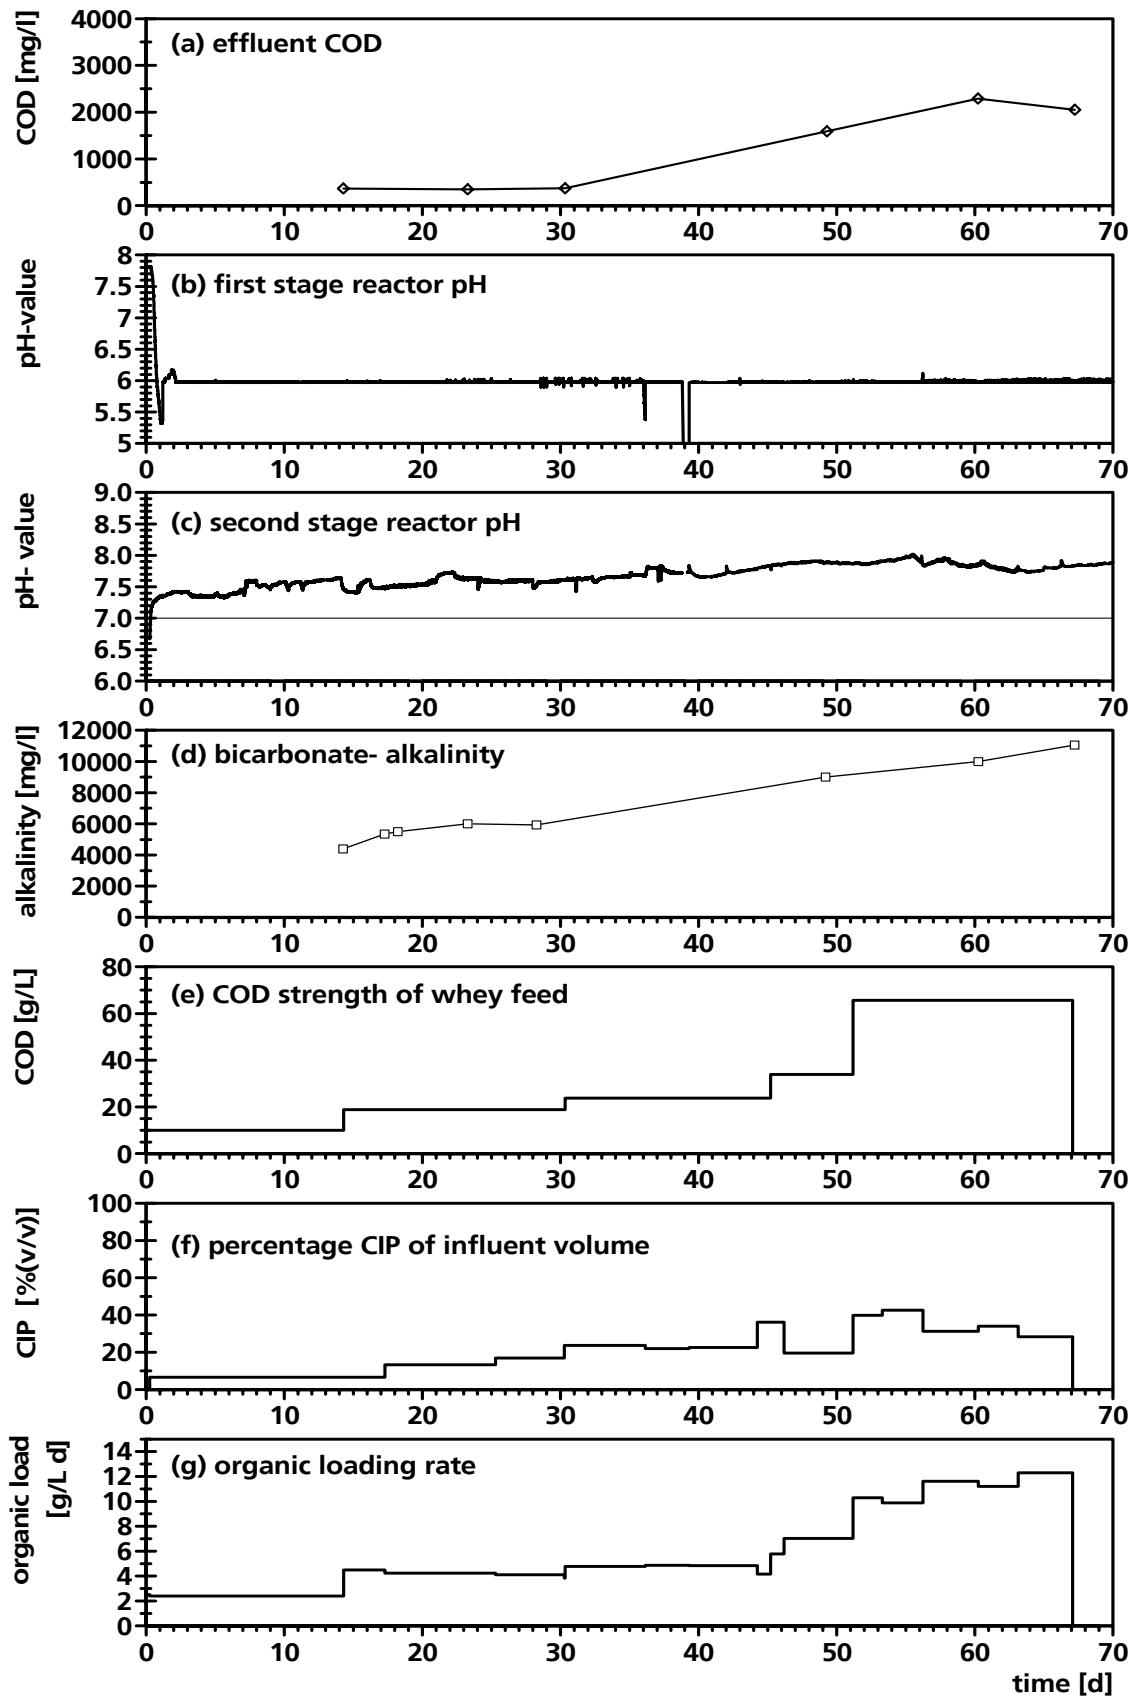 COD [mg/l]
(a) effluent COD
4000
3000
2000
1000
0
0 10 20 30 40 50 60 70
pH-value
(b) first stage reactor pH
8
7.5
7
6.5
6
5.5
5
0 10 20 30 40 50 60 70
pH- value
(c) second stage reactor pH
9.0
8.5
8.0
7.5
7.0
6.5
6.0
0 10 20 30 40 50 60 70
alkalinity [mg/l]
(d) bicarbonate- alkalinity
12000
10000
8000
6000
4000
2000
0
0 10 20 30 40 50 60 70
COD [g/L]
(e) COD strength of whey feed
80
60
40
20
0
0 10 20 30 40 50 60 70
CIP [%(v/v)]
(f) percentage CIP of influent volume
100
80
60
40
20
0
0 10 20 30 40 50 60 70
organic load
[g/L d]
(g) organic loading rate
14
12
10
8
6
4
2
0
0 10 20 30 40 50 60 70
time [d]